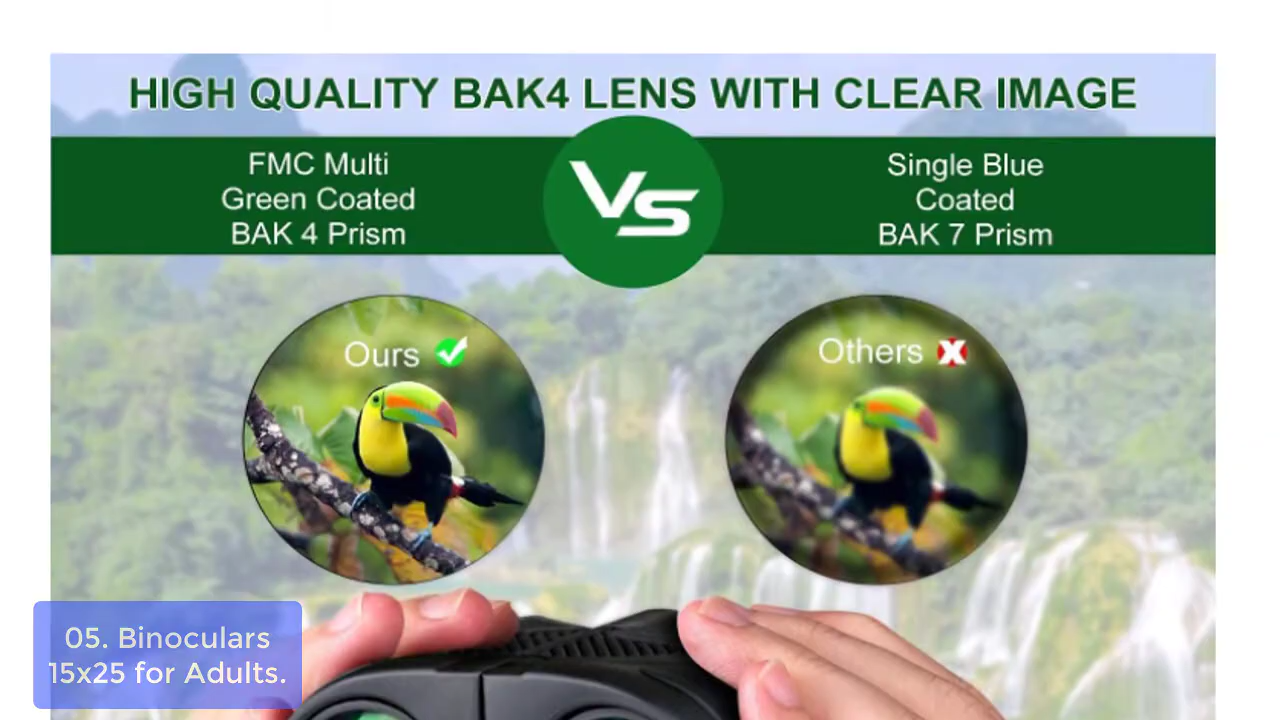 HIGH QUALITY BAK4 LENS WITH CLEAR IMAGE
FMC Multi
Green Coated
BAK 4 Prism
VS
Single Blue
Coated
BAK 7 Prism
Ours
Others
05. Binoculars
15x25 for Adults.